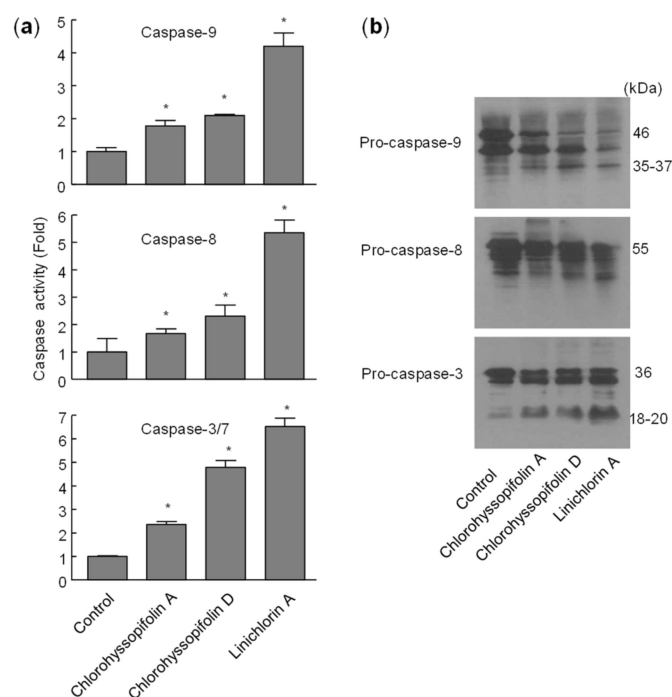 (a)
Caspase activity (Fold)
Caspase-9
5
4
3
2
1
0
*
*
*
Caspase-8
6
5
4
3
2
1
0
*
*
*
Caspase-3/7
7
6
5
4
3
2
1
0
*
*
*
Control
Chlorohyssopifolin A
Chlorohyssopifolin D
Linichlorin A
(b)
(kDa)
Pro-caspase-9
46
35-37
Pro-caspase-8
55
Pro-caspase-3
36
18-20
Control
Chlorohyssopifolin A
Chlorohyssopifolin D
Linichlorin A